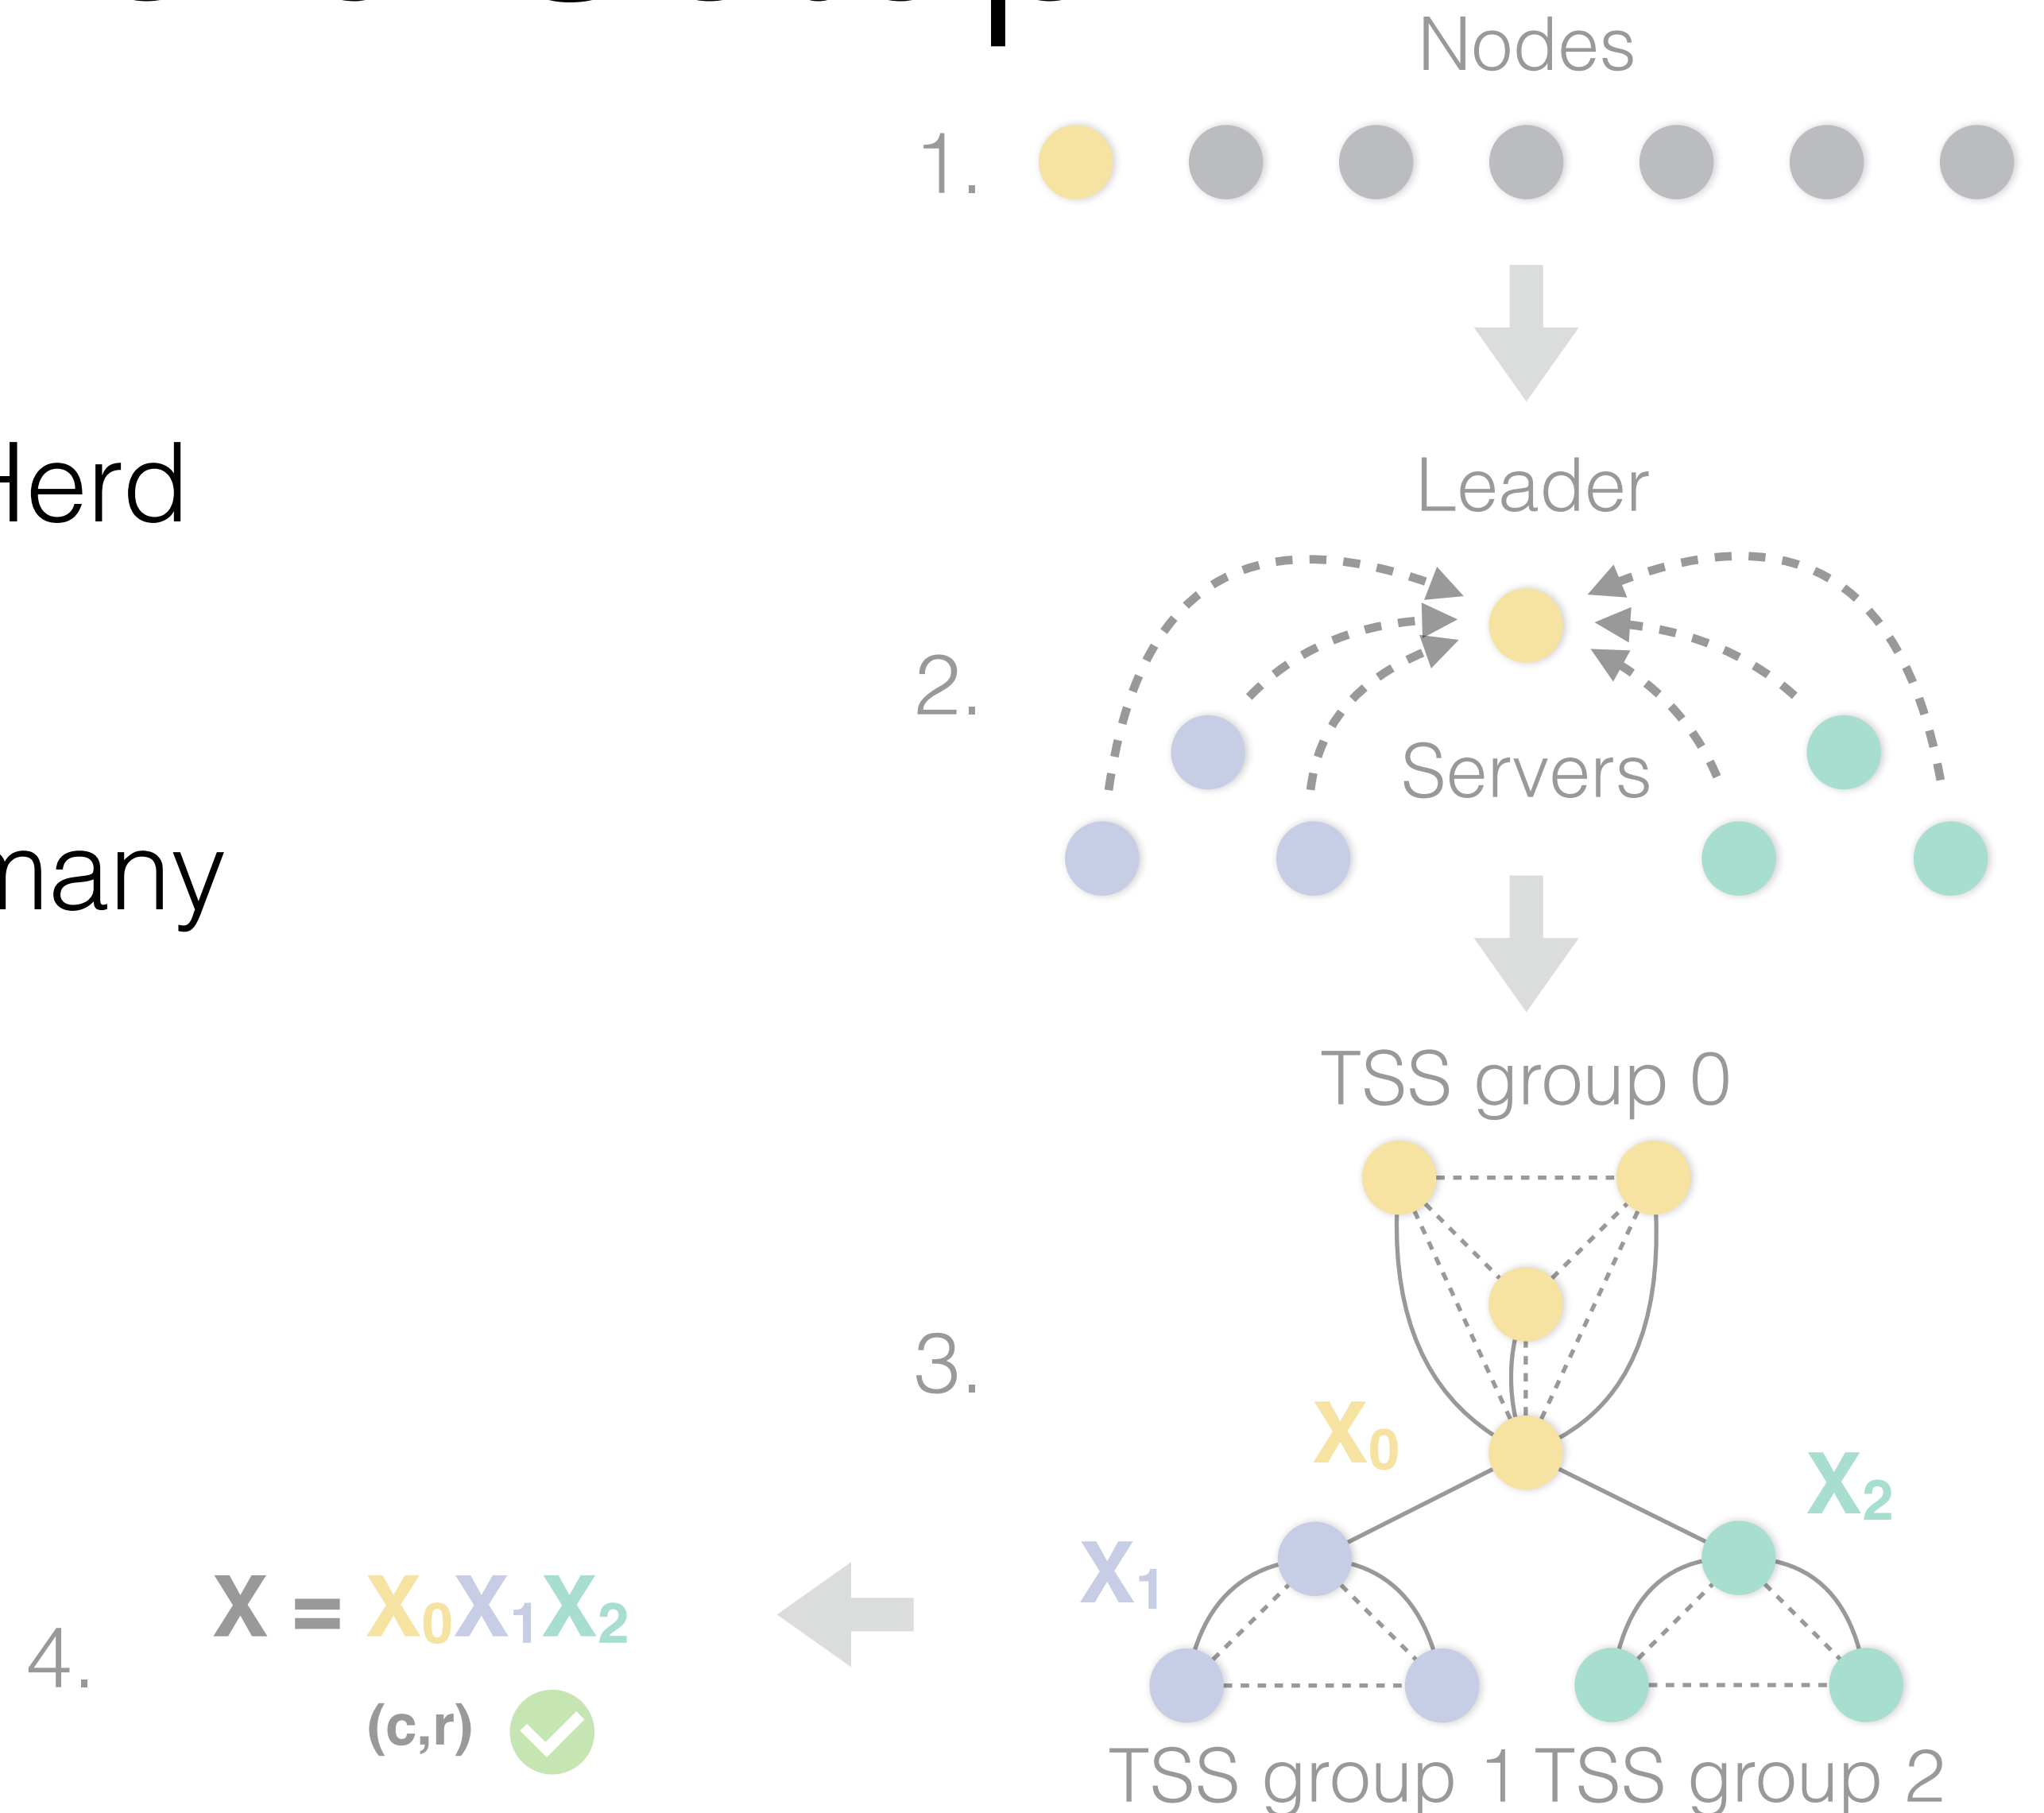 Nodes
1.
Herd
Leader
2.
Servers
many
TSS group 0
3.
X0
X2
X1
X = X0X1X2
4.
(c,r)
TSS group 1 TSS group 2